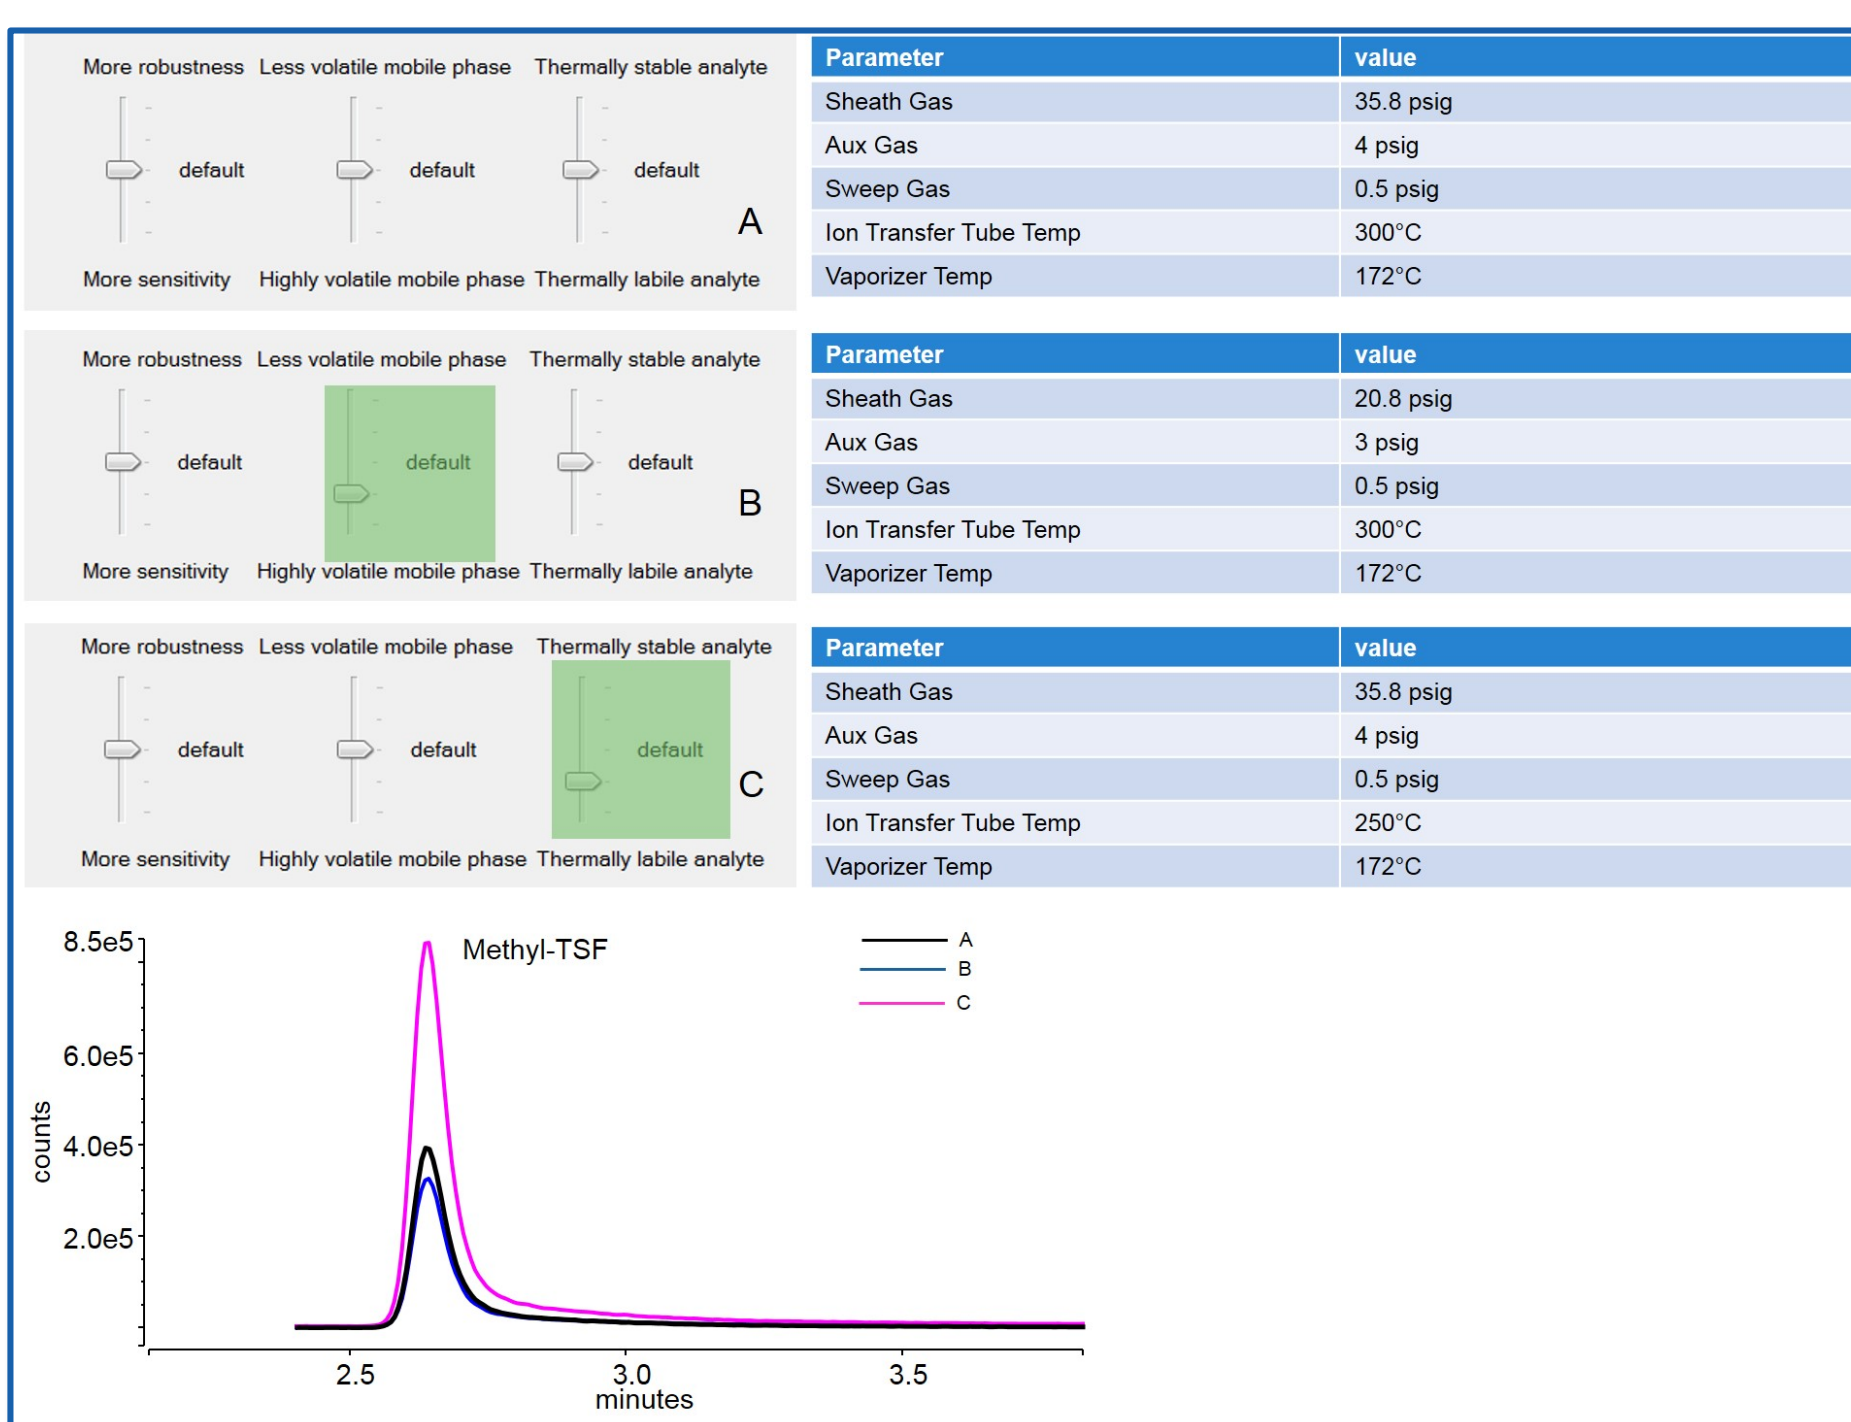 More robustness Less volatile mobile phase Thermally stable analyte
default default default
A
More sensitivity Highly volatile mobile phase Thermally labile analyte
Parameter value
Sheath Gas 35.8 psig
Aux Gas 4 psig
Sweep Gas 0.5 psig
Ion Transfer Tube Temp 300°C
Vaporizer Temp 172°C
More robustness Less volatile mobile phase Thermally stable analyte
default default default
B
More sensitivity Highly volatile mobile phase Thermally labile analyte
Parameter value
Sheath Gas 20.8 psig
Aux Gas 3 psig
Sweep Gas 0.5 psig
Ion Transfer Tube Temp 300°C
Vaporizer Temp 172°C
More robustness Less volatile mobile phase Thermally stable analyte
default default default
C
More sensitivity Highly volatile mobile phase Thermally labile analyte
Parameter value
Sheath Gas 35.8 psig
Aux Gas 4 psig
Sweep Gas 0.5 psig
Ion Transfer Tube Temp 250°C
Vaporizer Temp 172°C
Methyl-TSF
A
B
C
8.5e5
6.0e5
4.0e5
2.0e5
counts
2.5 3.0 3.5
minutes